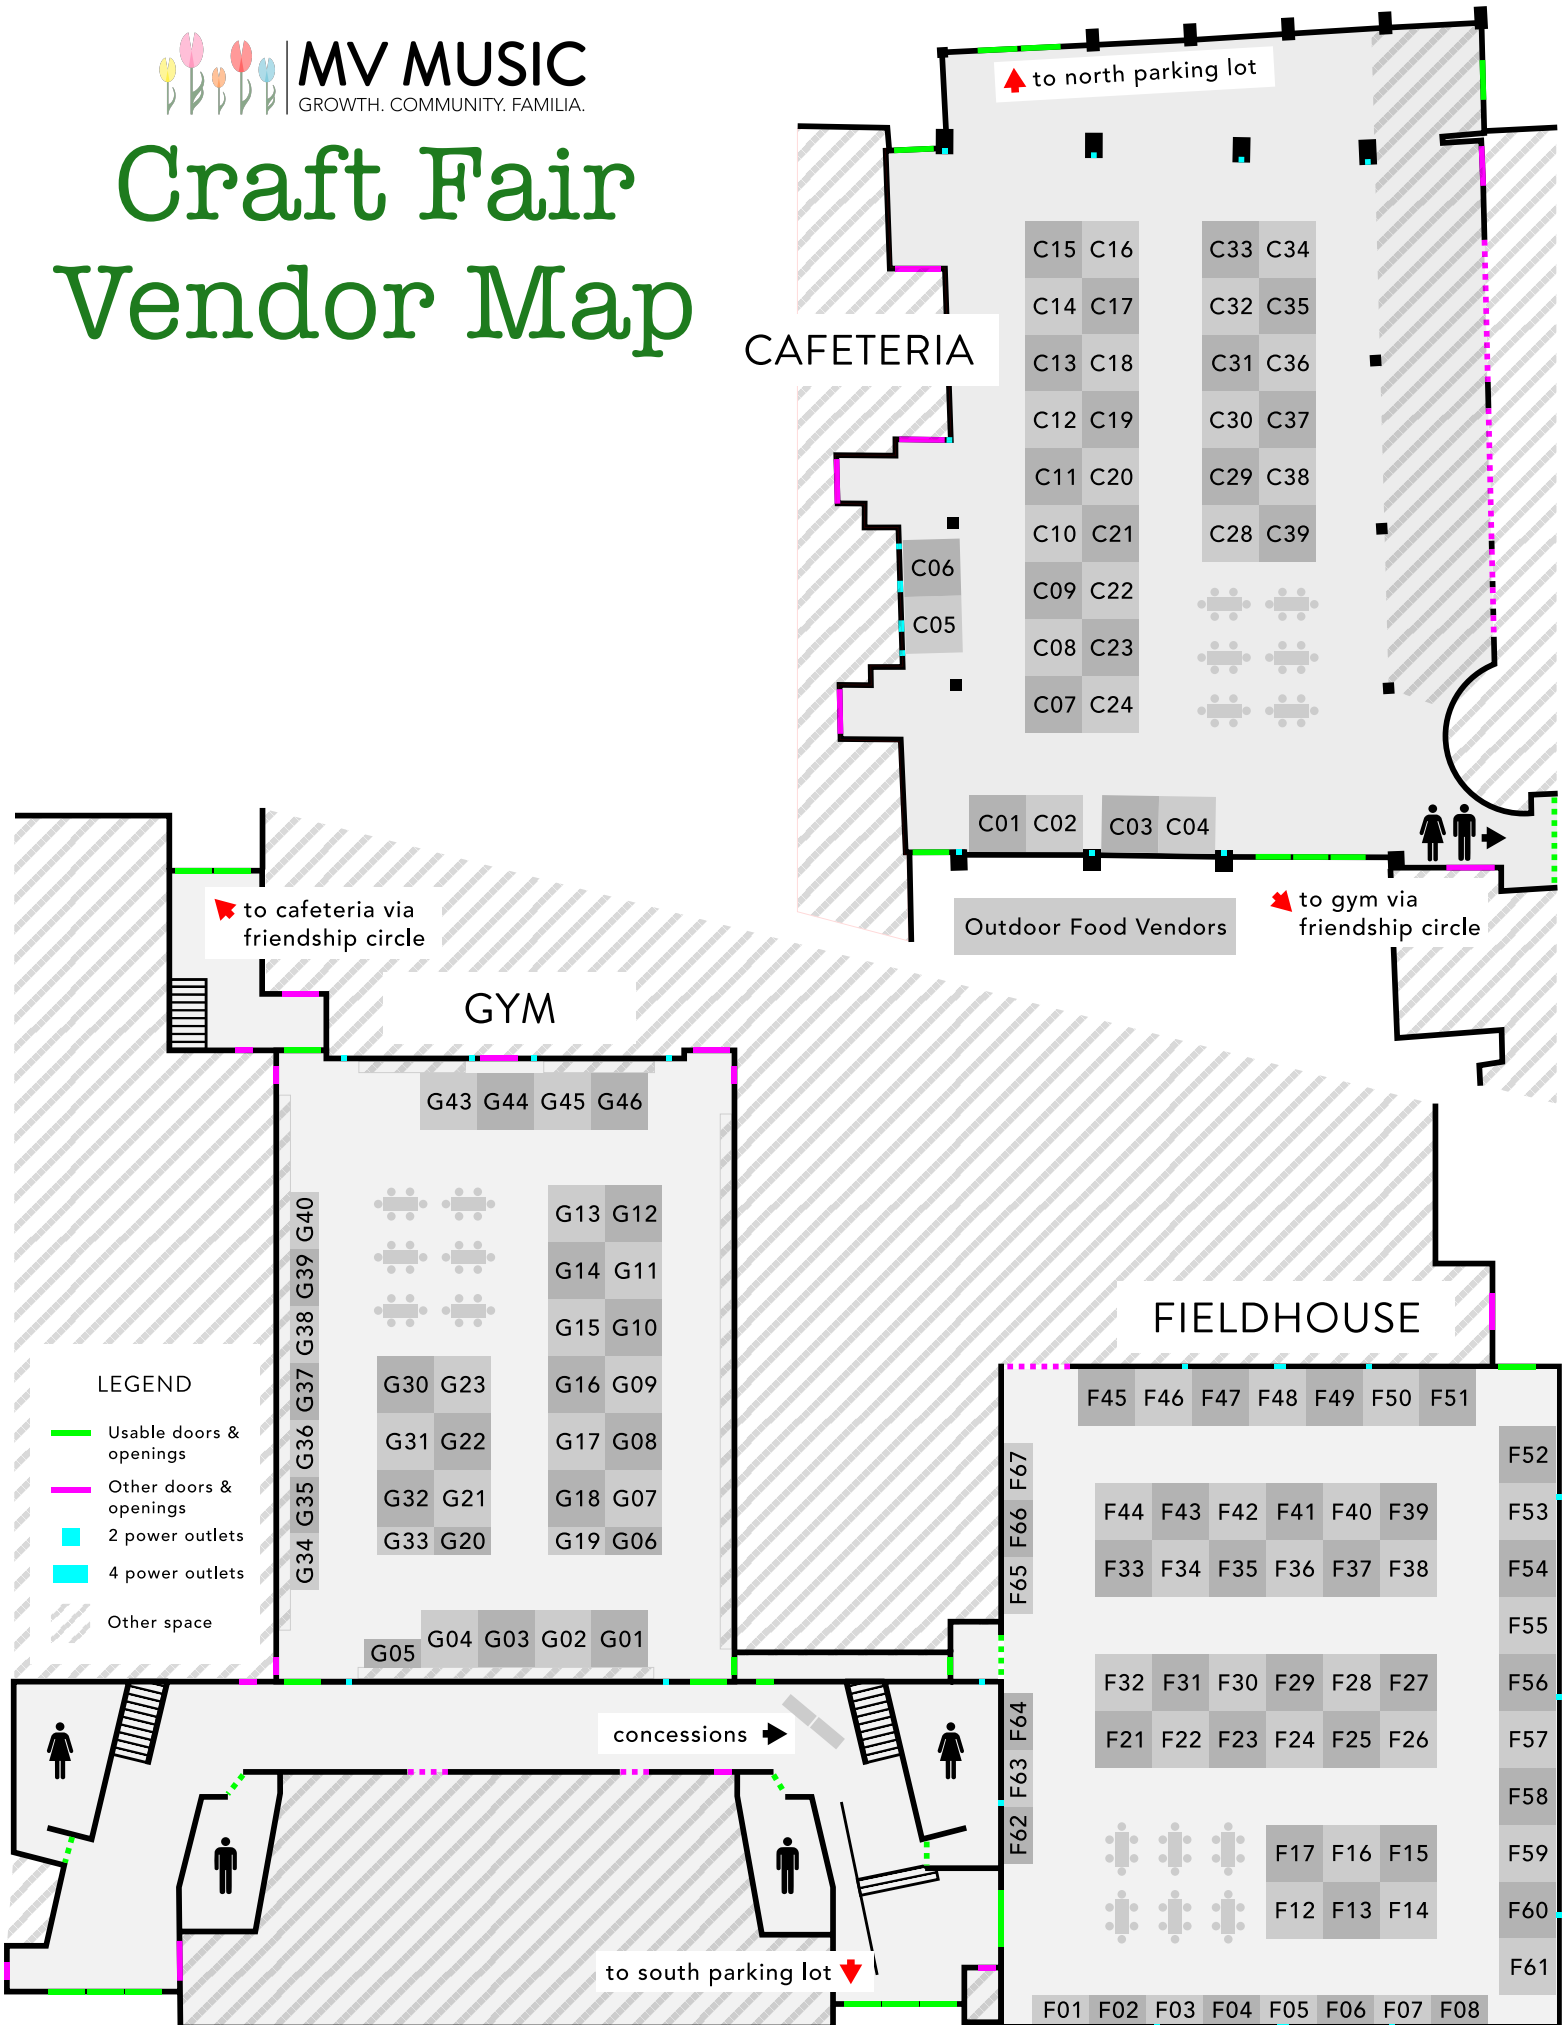 MV MUSIC
GROWTH. COMMUNITY. FAMILIA.
Craft Fair
Vendor Map
to north parking lot
CAFETERIA
C15 C16 C33 C34
C14 C17 C32 C35
C13 C18 C31 C36
C12 C19 C30 C37
C11 C20 C29 C38
C10 C21 C28 C39
C06
C09 C22
C05
C08 C23
C07 C24
C01 C02 C03 C04
Outdoor Food Vendors
to gym via
friendship circle
to cafeteria via
friendship circle
GYM
G43 G44 G45 G46
G40
G39
G38
G37
G36
G35
G34
G13 G12
G14 G11
G15 G10
G30 G23 G16 G09
G31 G22 G17 G08
G32 G21 G18 G07
G33 G20 G19 G06
G05 G04 G03 G02 G01
LEGEND
Usable doors &
openings
Other doors &
openings
2 power outlets
4 power outlets
Other space
concessions
to south parking lot
FIELDHOUSE
F45 F46 F47 F48 F49 F50 F51
F67
F66
F65
F64
F63
F62
F52
F53
F54
F55
F56
F57
F58
F59
F60
F61
F44 F43 F42 F41 F40 F39
F33 F34 F35 F36 F37 F38
F32 F31 F30 F29 F28 F27
F21 F22 F23 F24 F25 F26
F17 F16 F15
F12 F13 F14
F01 F02 F03 F04 F05 F06 F07 F08